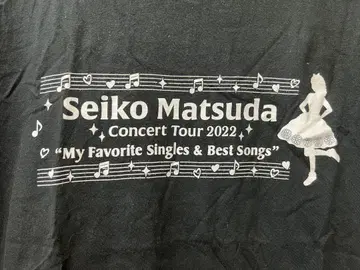 Seiko Matsuda
Concert Tour 2022
"My Favorite Singles & Best Songs"